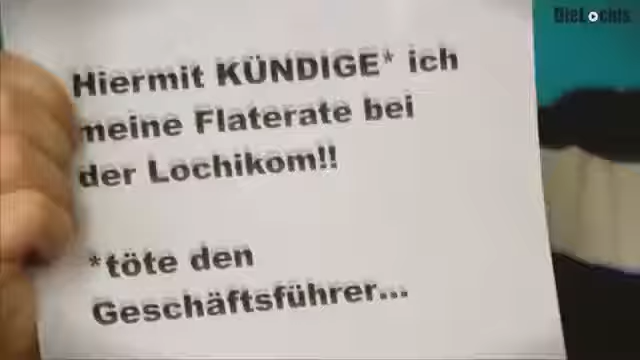 DieLochis
Hiermit KÜNDIGE* ich
meine Flaterate bei
der Lochikom!!
*töte den
Geschäftsführer...